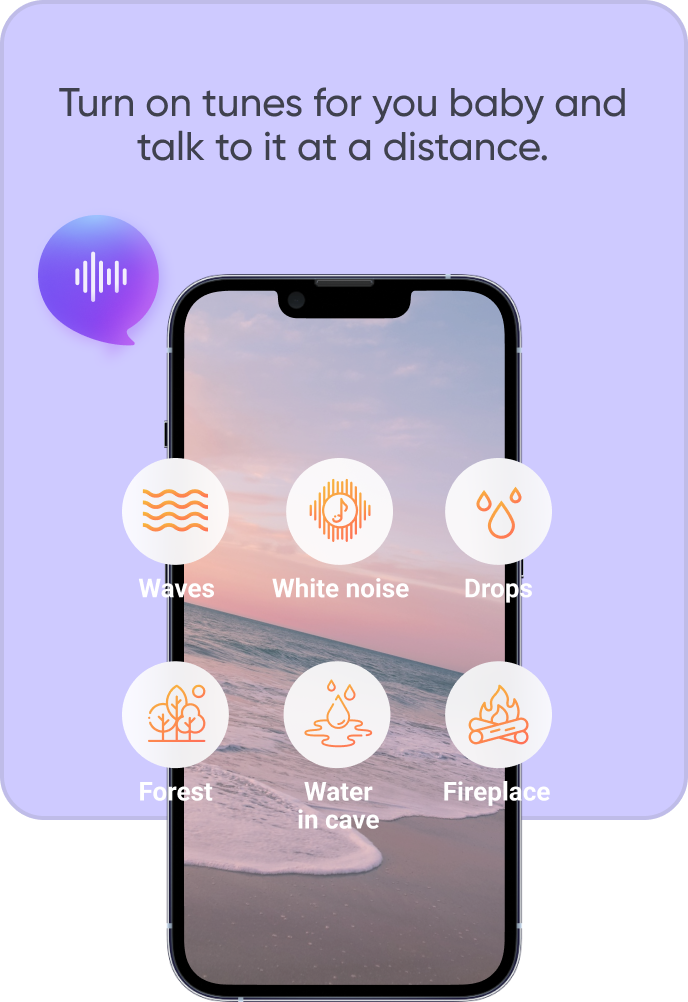 Turn on tunes for you baby and
talk to it at a distance.
Waves
White noise
Drops
Forest
Water
in cave
Fireplace